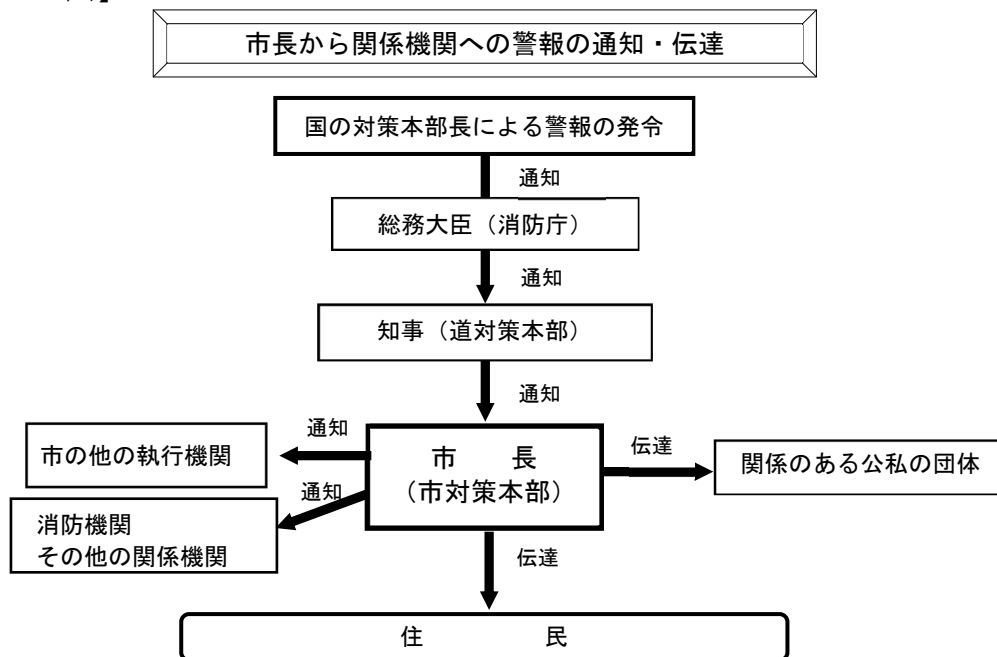 市長から関係機関への警報の通知・伝達
国の対策本部長による警報の発令
通知
総務大臣（消防庁）
通知
知事（道対策本部）
通知
通知
市の他の執行機関
市　　長
（市対策本部）
伝達
関係のある公私の団体
通知
消防機関
その他の関係機関
伝達
住　　　　民